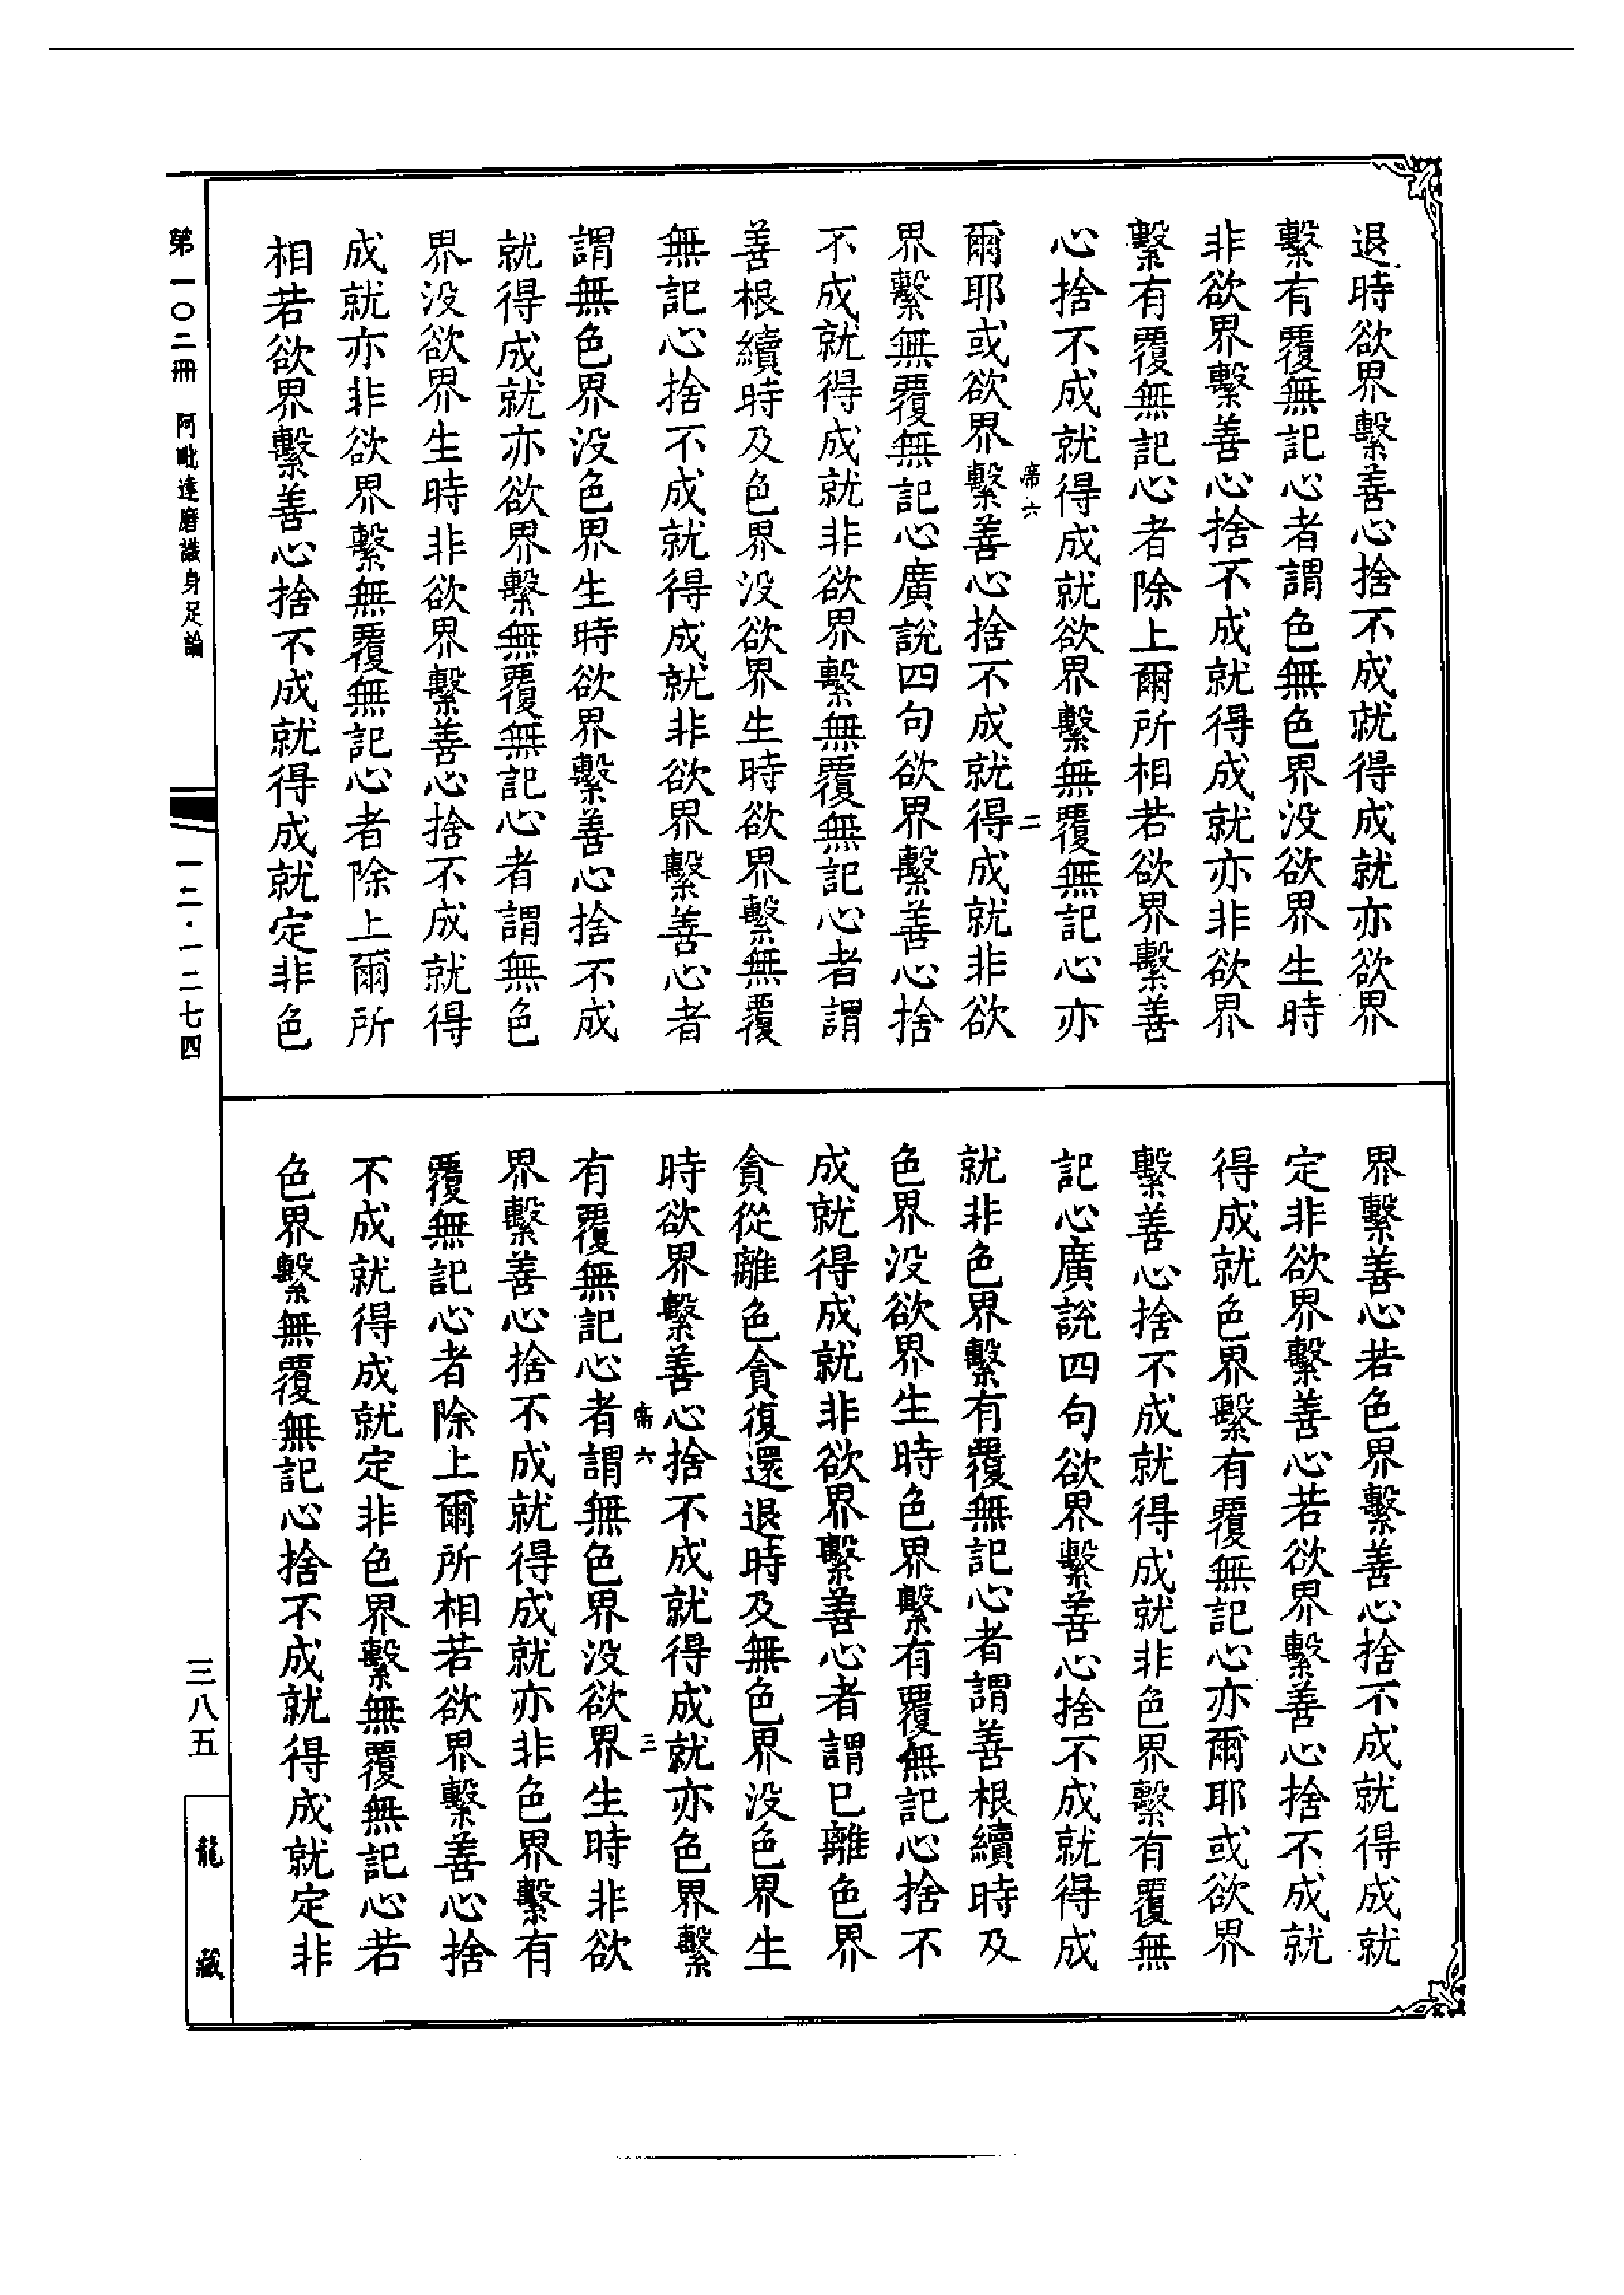 退時欲界繫善心捨不成就得成就亦欲界
繫有覆無記心者謂色無色界没欲界生時
非欲界繫善心捨不成就得成就亦非欲界
繫有覆無記心者除上爾所相若欲界繫善
心捨不成就得成就欲界繫無覆無記心亦
爾耶或欲界繫善心捨不成就得成就非欲
界繫無覆無記心廣說四句欲界繫善心捨
不成就得成就非欲界繫無覆無記心者謂
善根續時及色界没欲界生時欲界繫無覆
無記心捨不成就得成就非欲界繫善心者
謂無色界没色界生時欲界繫善心捨不成
就得成就亦欲界繫無覆無記心者謂無色
界没欲界生時非欲界繫善心捨不成就得
成就亦非欲界繫無覆無記心者除上爾所
相若欲界繫善心捨不成就得成就定非色
席六
二
界繫善心若色界繫善心捨不成就得成就
定非欲界繫善心若欲界繫善心捨不成就
得成就色界繫有覆無記心亦爾耶或欲界
繫善心捨不成就得成就非色界繫有覆無
記心廣說四句欲界繫善心捨不成就得成
就非色界繫有覆無記心者謂善根續時及
色界没欲界生時色界繫有覆無記心捨不
成就得成就非欲界繫善心者謂已離色界
貪從離色貪復還退時及無色界没色界生
時欲界繫善心捨不成就得成就亦色界繫
有覆無記心者謂無色界没欲界生時非欲
界繫善心捨不成就得成就亦非色界繫有
覆無記心者除上爾所相若欲界繫善心捨
不成就得成就定非色界繫無覆無記心若
色界繫無覆無記心捨不成就得成就定非
席六
三
第一〇二冊 阿毗達磨識身足論
一二·一二七四
三八五
龍藏